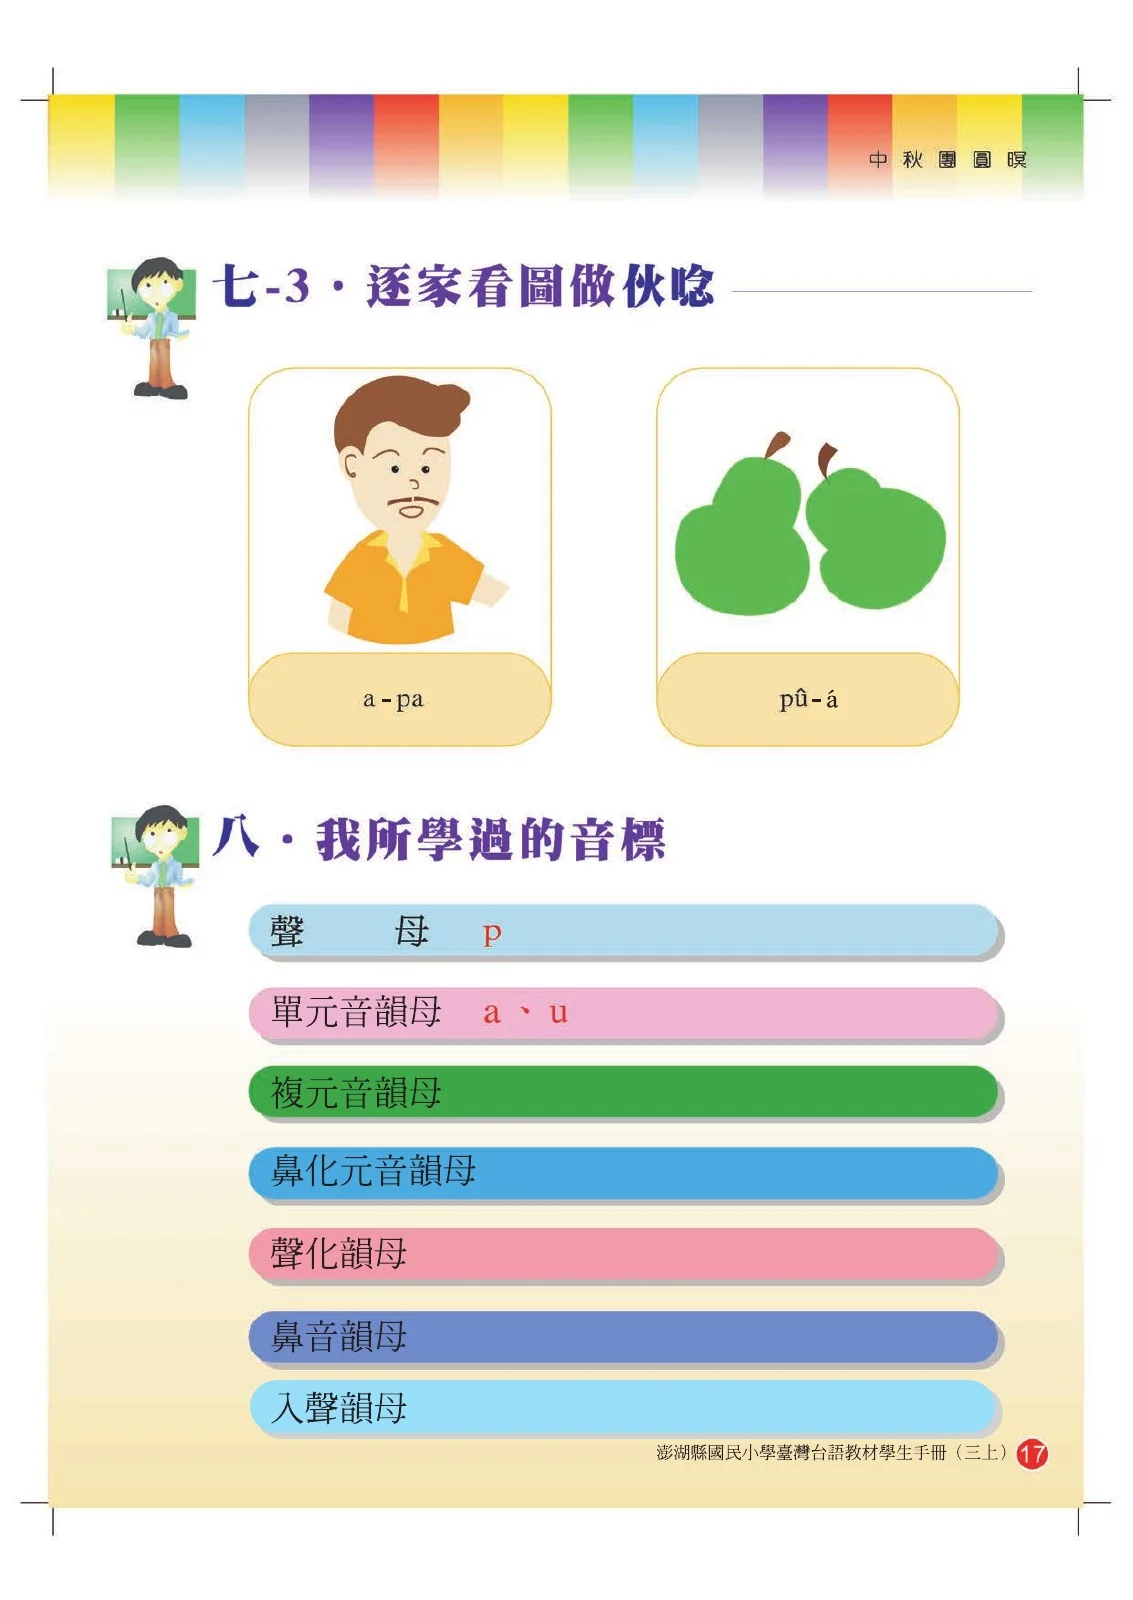 中秋團圓暝
七-3·逐家看圖做伙唸
a-pa
pû-á
八·我所學過的音標
聲　母　p
單元音韻母　a、u
複元音韻母
鼻化元音韻母
聲化韻母
鼻音韻母
入聲韻母
澎湖縣國民小學臺灣台語教材學生手冊（三上）17